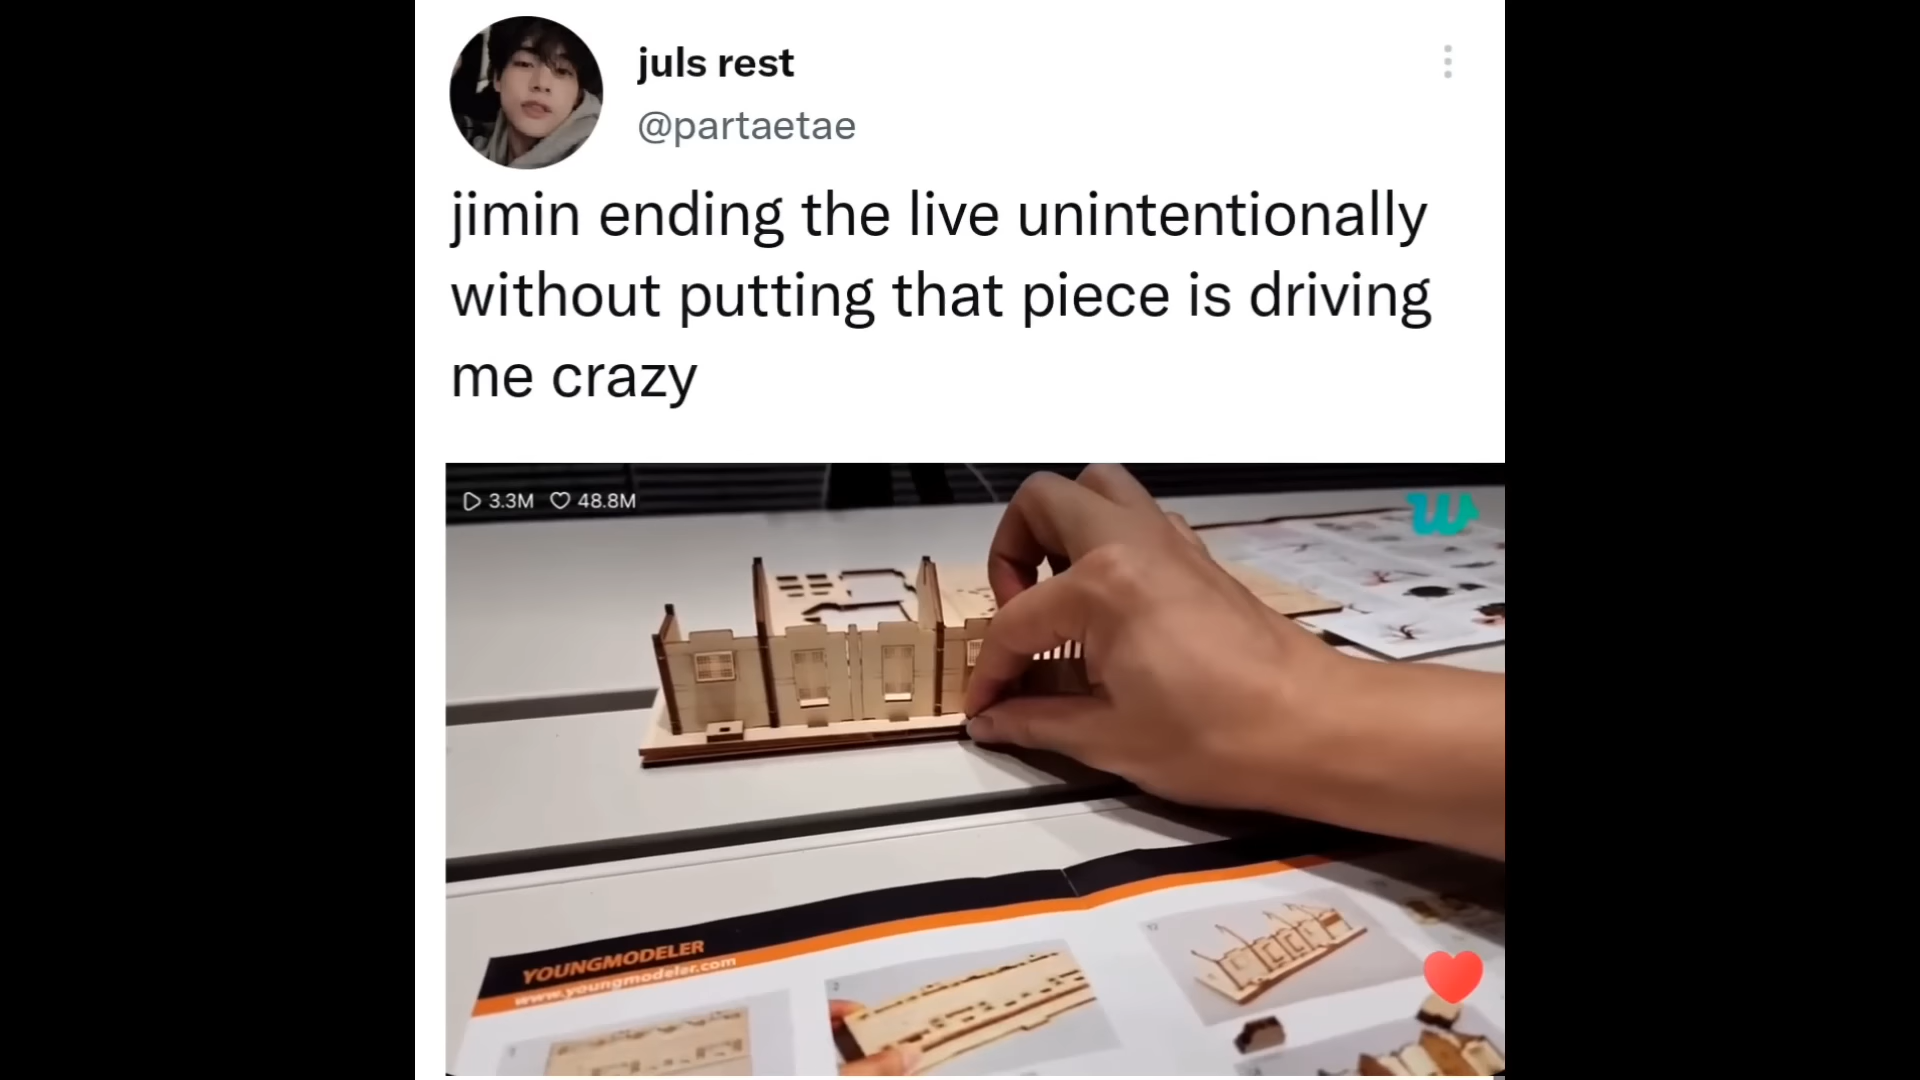 juls rest
@partaetae
jimin ending the live unintentionally
without putting that piece is driving
me crazy
3.3M 48.8M
YOUNGMODELER
www.youngmodeler.com